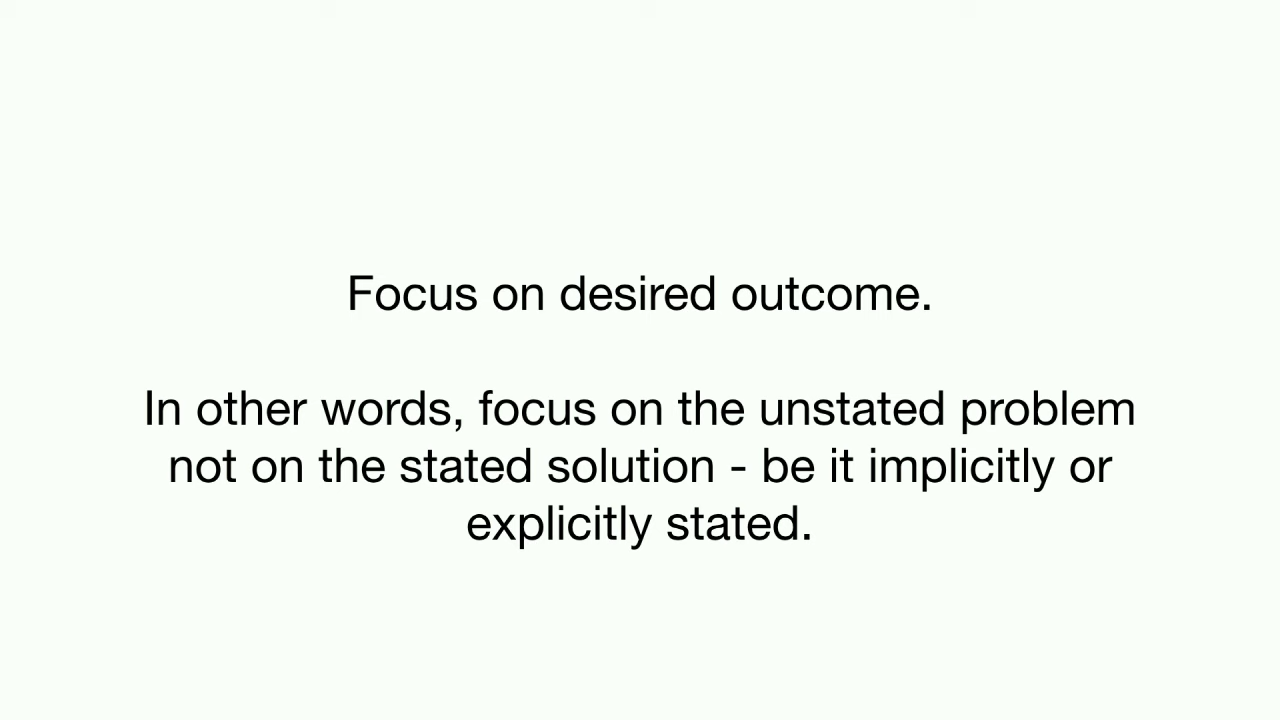 Focus on desired outcome.
In other words, focus on the unstated problem
not on the stated solution - be it implicitly or
explicitly stated.